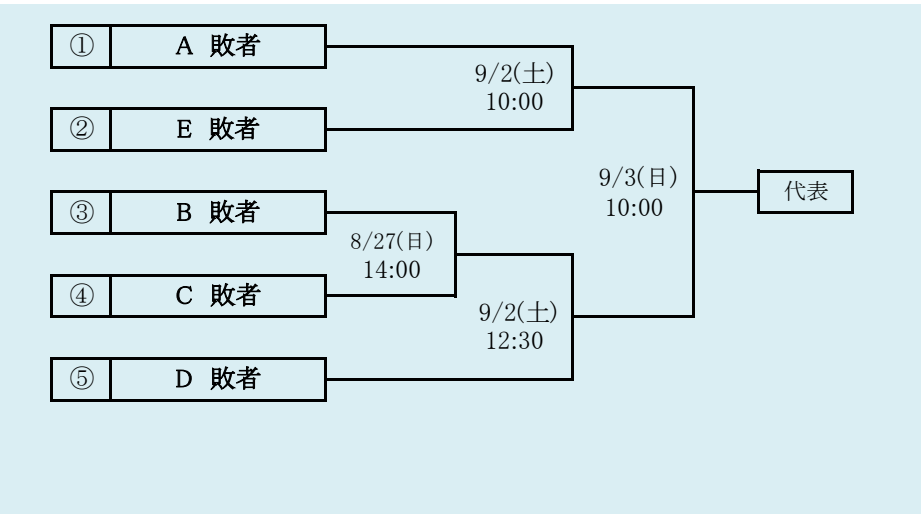 ① A 敗者
9/2(土)
10:00
② E 敗者
9/3(日)
10:00
代表
③ B 敗者
8/27(日)
14:00
④ C 敗者
9/2(土)
12:30
⑤ D 敗者